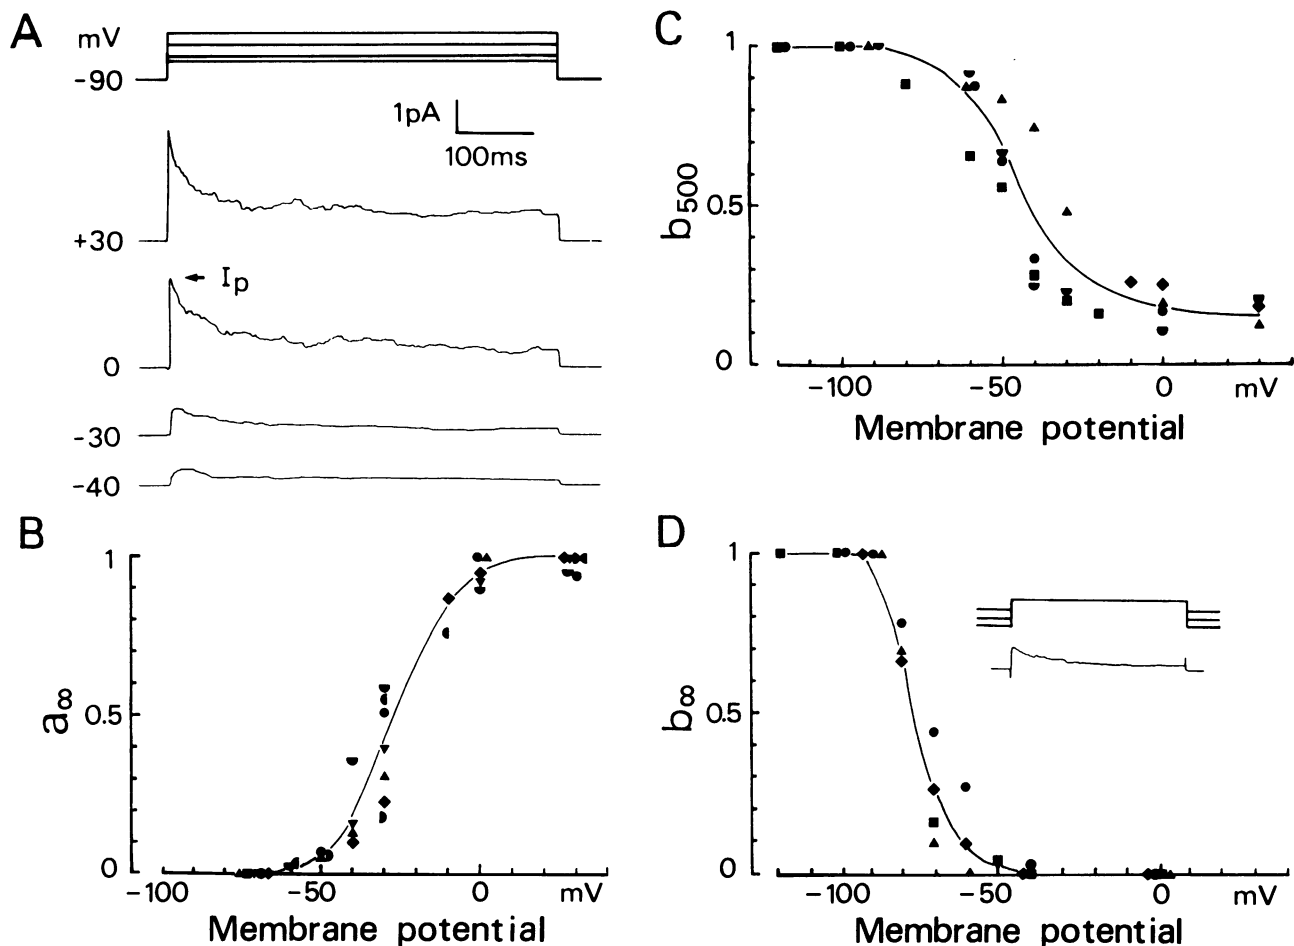 A
mV
-90
1pA
100ms
+30
Ip
0
-30
-40
B
1
a∞
0.5
0
-100
-50
0
mV
Membrane potential
C
1
b500
0.5
0
-100
-50
0
mV
Membrane potential
D
1
b∞
0.5
0
-100
-50
0
mV
Membrane potential